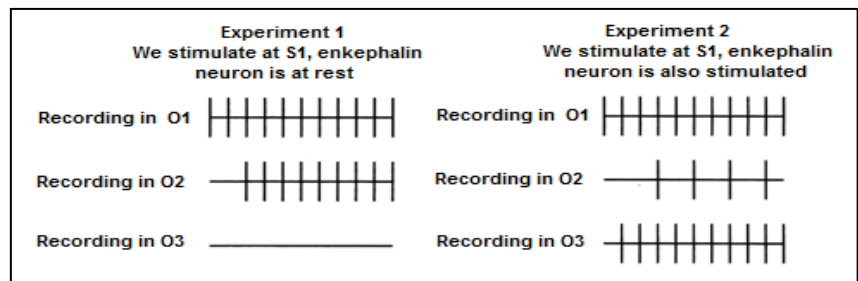 Experiment 1
We stimulate at S1, enkephalin
neuron is at rest
Recording in O1
Recording in O2
Recording in O3
Experiment 2
We stimulate at S1, enkephalin
neuron is also stimulated
Recording in O1
Recording in O2
Recording in O3